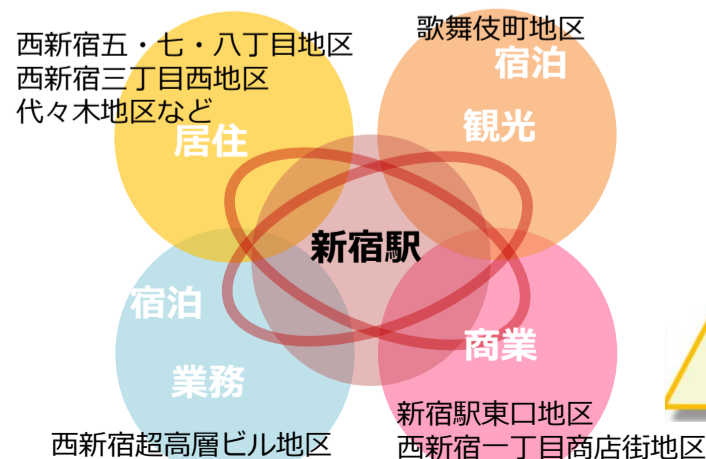 西新宿五・七・八丁目地区
西新宿三丁目西地区
代々木地区など
居住
歌舞伎町地区
宿泊
観光
新宿駅
宿泊
業務
西新宿超高層ビル地区
商業
新宿駅東口地区
西新宿一丁目商店街地区